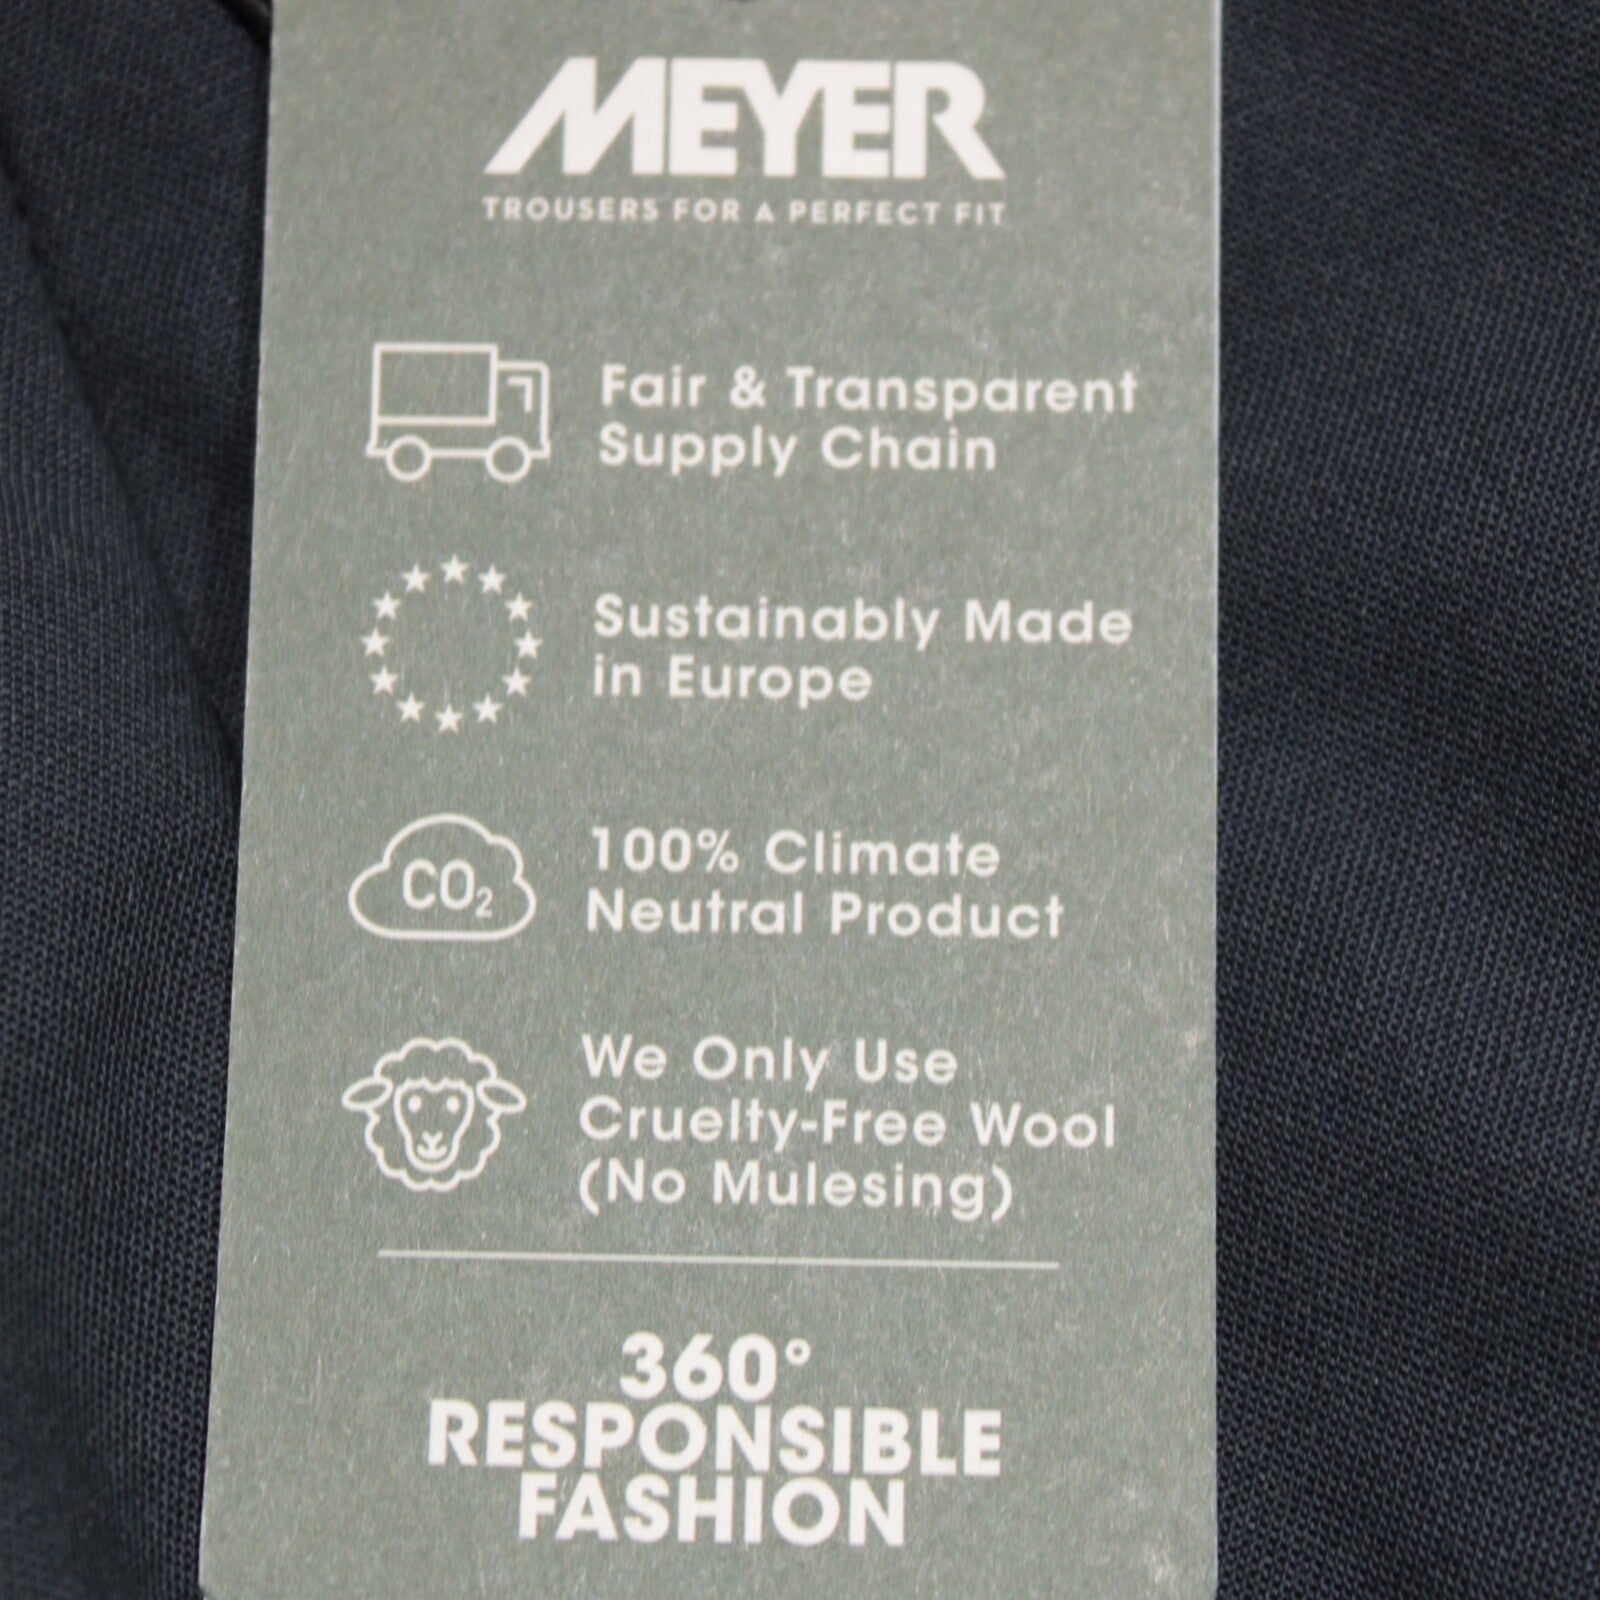 MEYER
TROUSERS FOR A PERFECT FIT
Fair & Transparent
Supply Chain
Sustainably Made
in Europe
CO₂
100% Climate
Neutral Product
We Only Use
Cruelty-Free Wool
(No Mulesing)
360°
RESPONSIBLE
FASHION